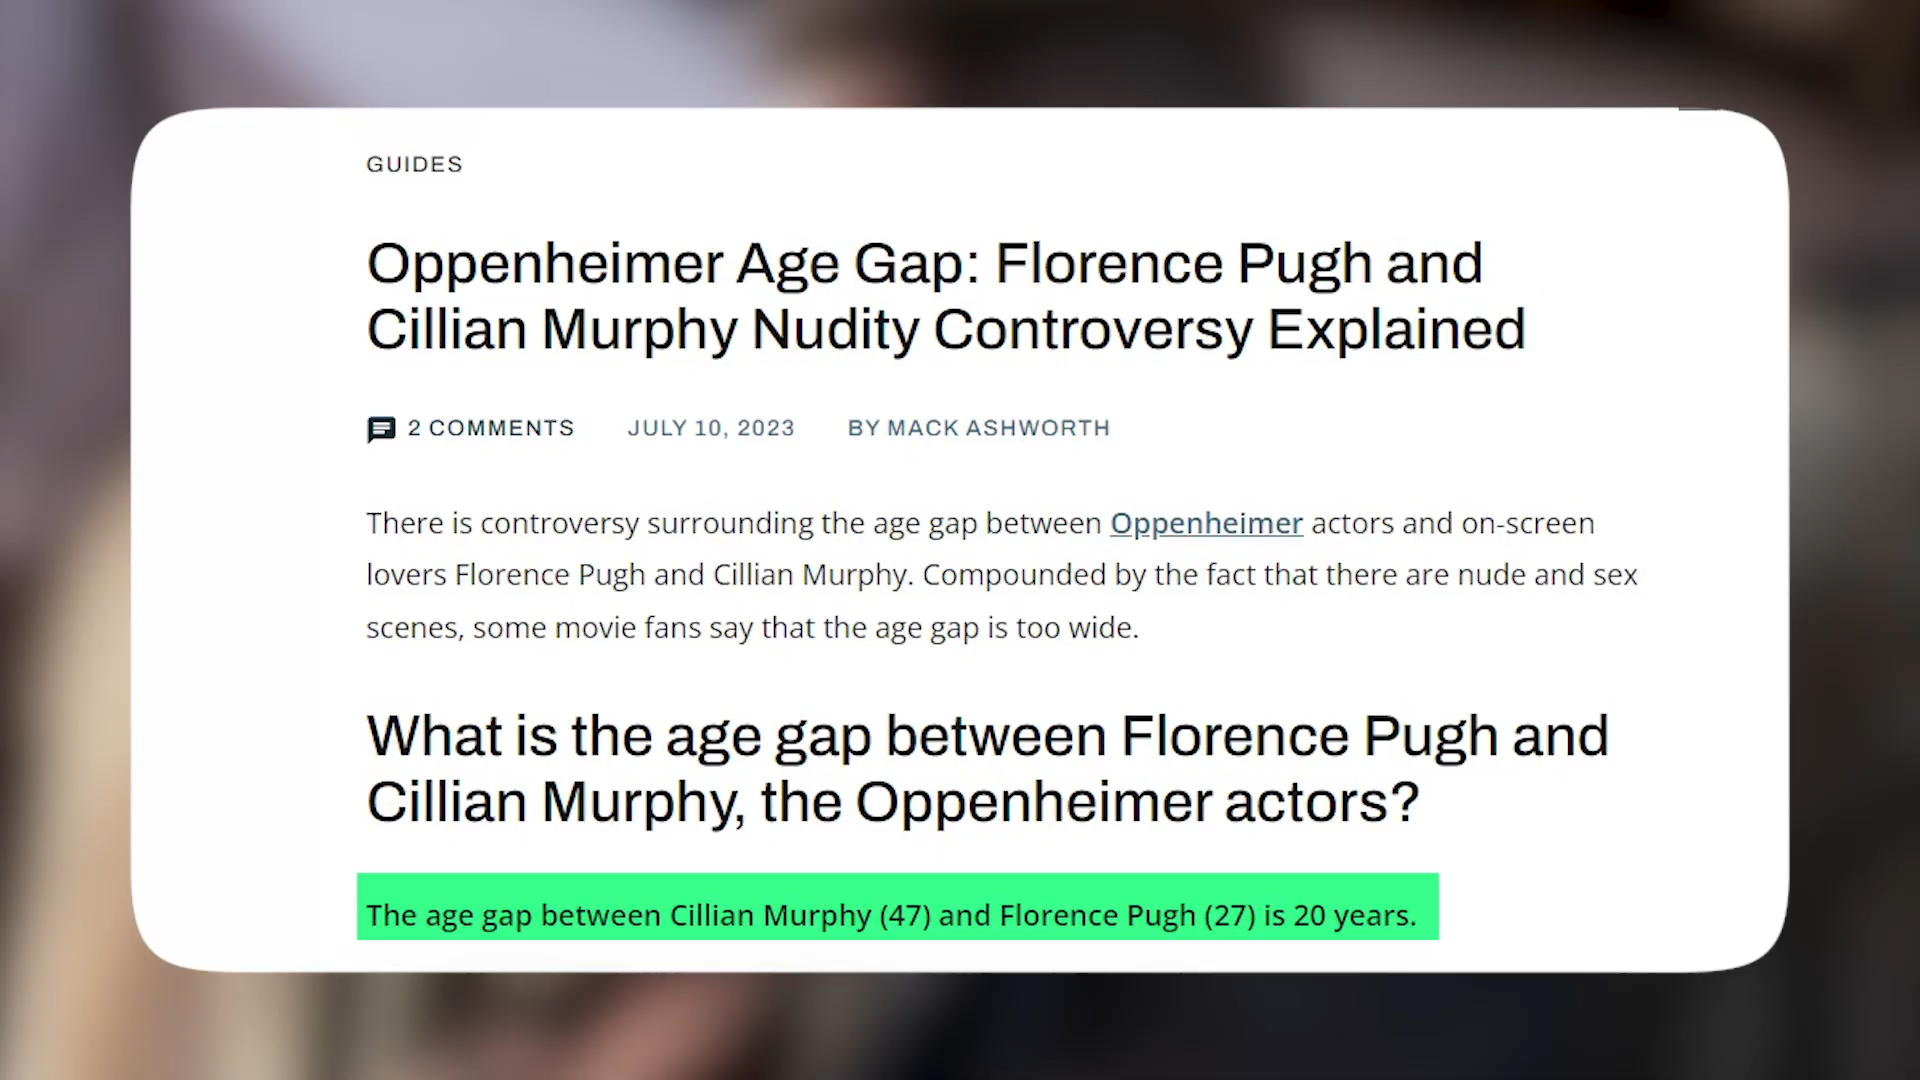 GUIDES
Oppenheimer Age Gap: Florence Pugh and
Cillian Murphy Nudity Controversy Explained
2 COMMENTS JULY 10, 2023 BY MACK ASHWORTH
There is controversy surrounding the age gap between Oppenheimer actors and on-screen
lovers Florence Pugh and Cillian Murphy. Compounded by the fact that there are nude and sex
scenes, some movie fans say that the age gap is too wide.
What is the age gap between Florence Pugh and
Cillian Murphy, the Oppenheimer actors?
The age gap between Cillian Murphy (47) and Florence Pugh (27) is 20 years.